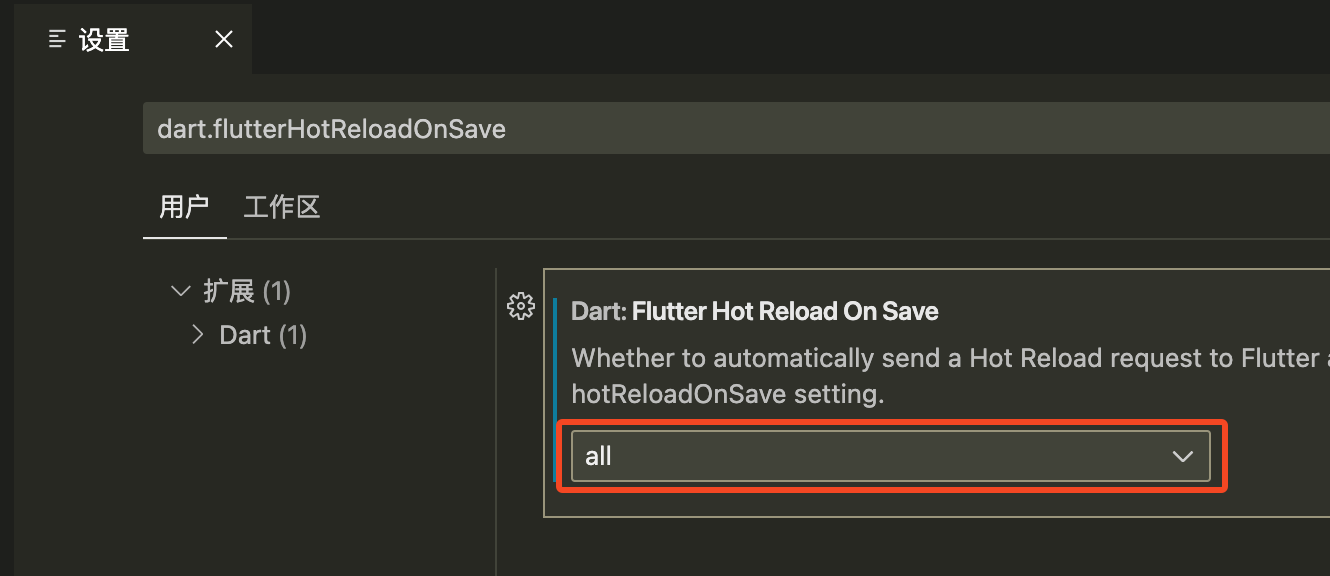 设置
dart.flutterHotReloadOnSave
用户 工作区
扩展 (1)
Dart (1)
Dart: Flutter Hot Reload On Save
Whether to automatically send a Hot Reload request to Flutter
hotReloadOnSave setting.
all